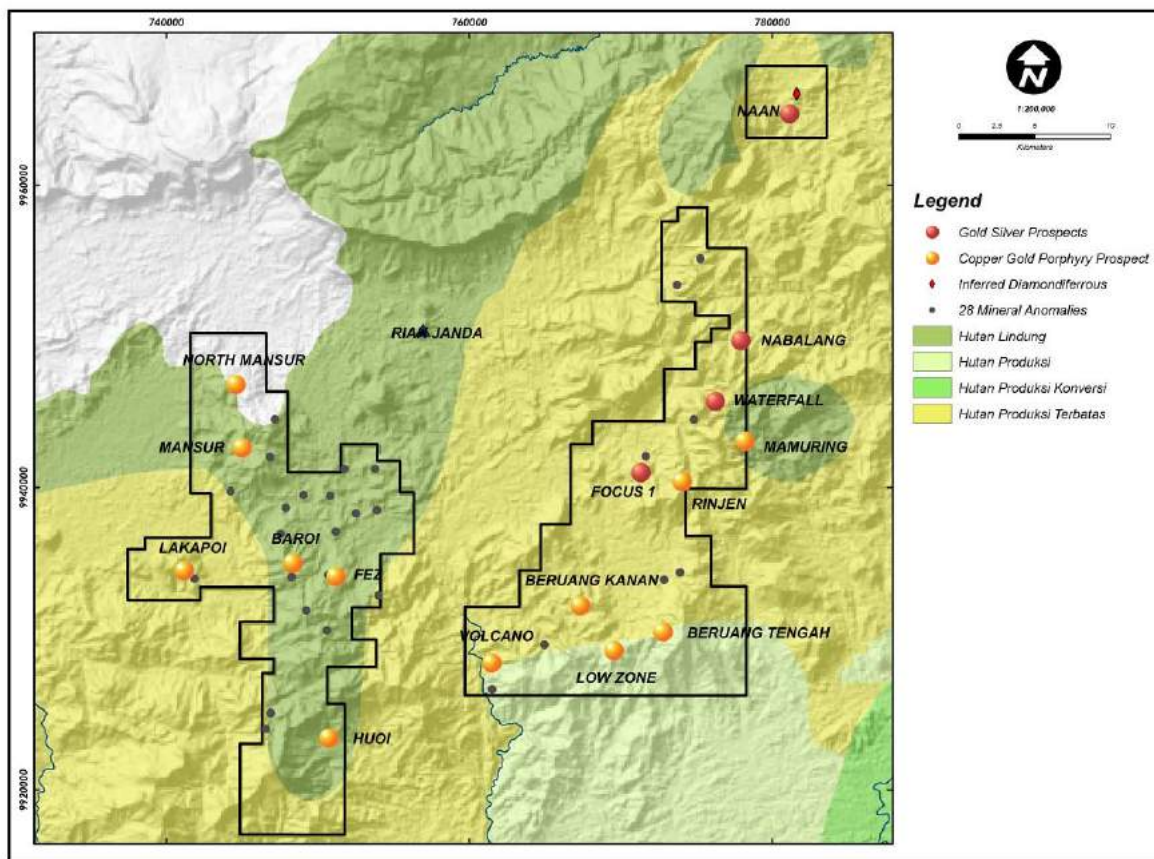 740000
760000
780000
9960000
9940000
9920000
NAAN
RIAN JANDA
NORTH MANSUR
NABALANG
WATERFALL
MANSUR
MAMURING
FOCUS 1
RINJEN
BAROI
LAKAPOI
FEZ
BERUANG KANAN
VOLCANO
BERUANG TENGAH
LOW ZONE
HUOI
N
1:200,000
0 2.5 5 10
Kilometers
Legend
Gold Silver Prospects
Copper Gold Porphyry Prospect
Inferred Diamondiferrous
28 Mineral Anomalies
Hutan Lindung
Hutan Produksi
Hutan Produksi Konversi
Hutan Produksi Terbatas